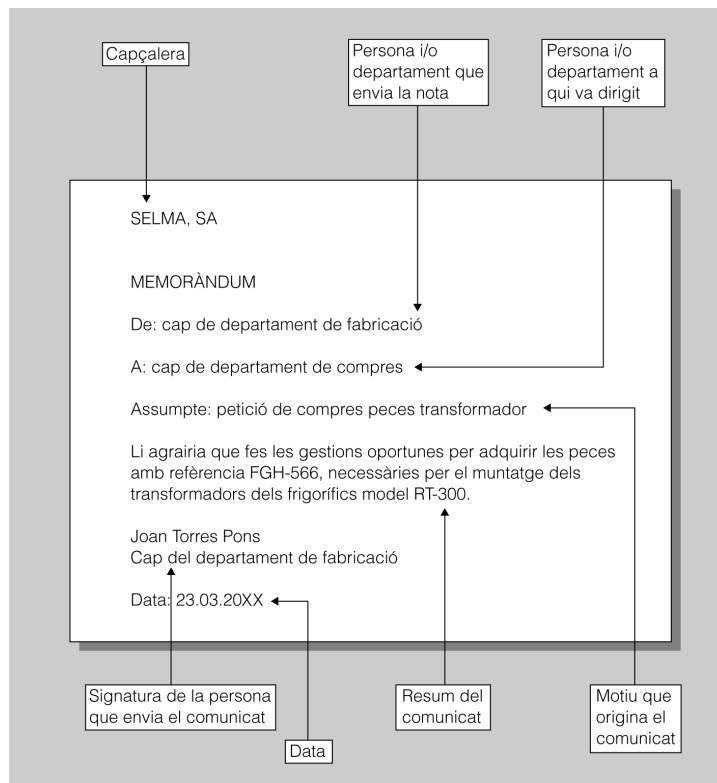 Capçalera
Persona i/o
departament que
envia la nota
Persona i/o
departament a
qui va dirigit
SELMA, SA
MEMORÀNDUM
De: cap de departament de fabricació
A: cap de departament de compres
Assumpte: petició de compres peces transformador
Li agrairia que fes les gestions oportunes per adquirir les peces
amb refèrencia FGH-566, necessàries per el muntatge dels
transformadors dels frigorífics model RT-300.
Joan Torres Pons
Cap del departament de fabricació
Data: 23.03.20XX
Signatura de la persona
que envia el comunicat
Data
Resum del
comunicat
Motiu que
origina el
comunicat